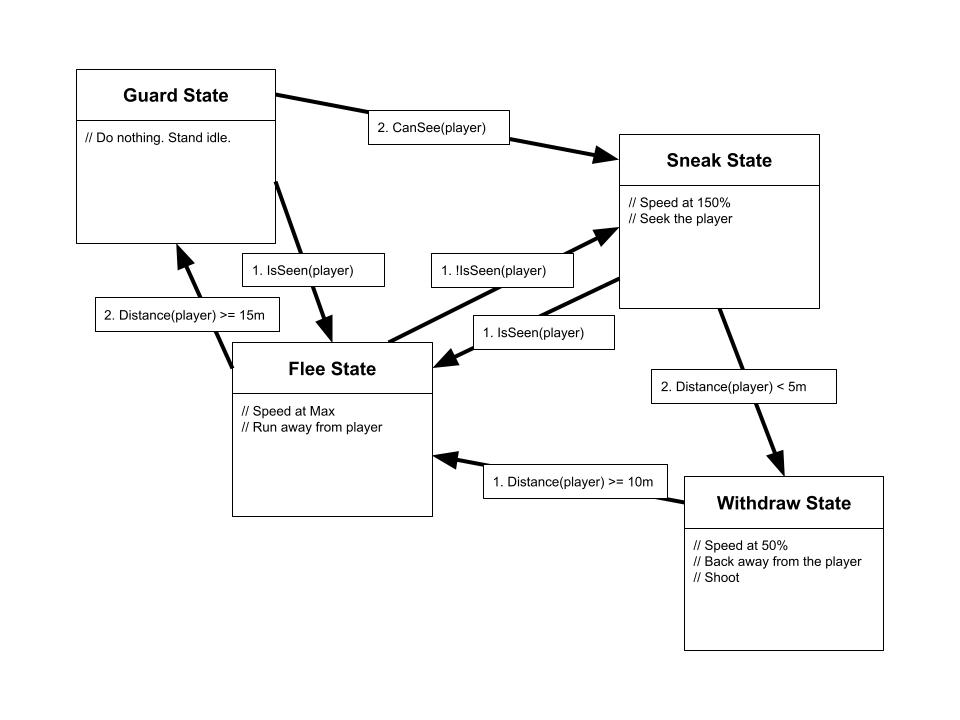 Guard State
// Do nothing. Stand idle.
2. CanSee(player)
Sneak State
// Speed at 150%
// Seek the player
1. IsSeen(player)
1. !IsSeen(player)
2. Distance(player) >= 15m
1. IsSeen(player)
Flee State
// Speed at Max
// Run away from player
2. Distance(player) < 5m
1. Distance(player) >= 10m
Withdraw State
// Speed at 50%
// Back away from the player
// Shoot